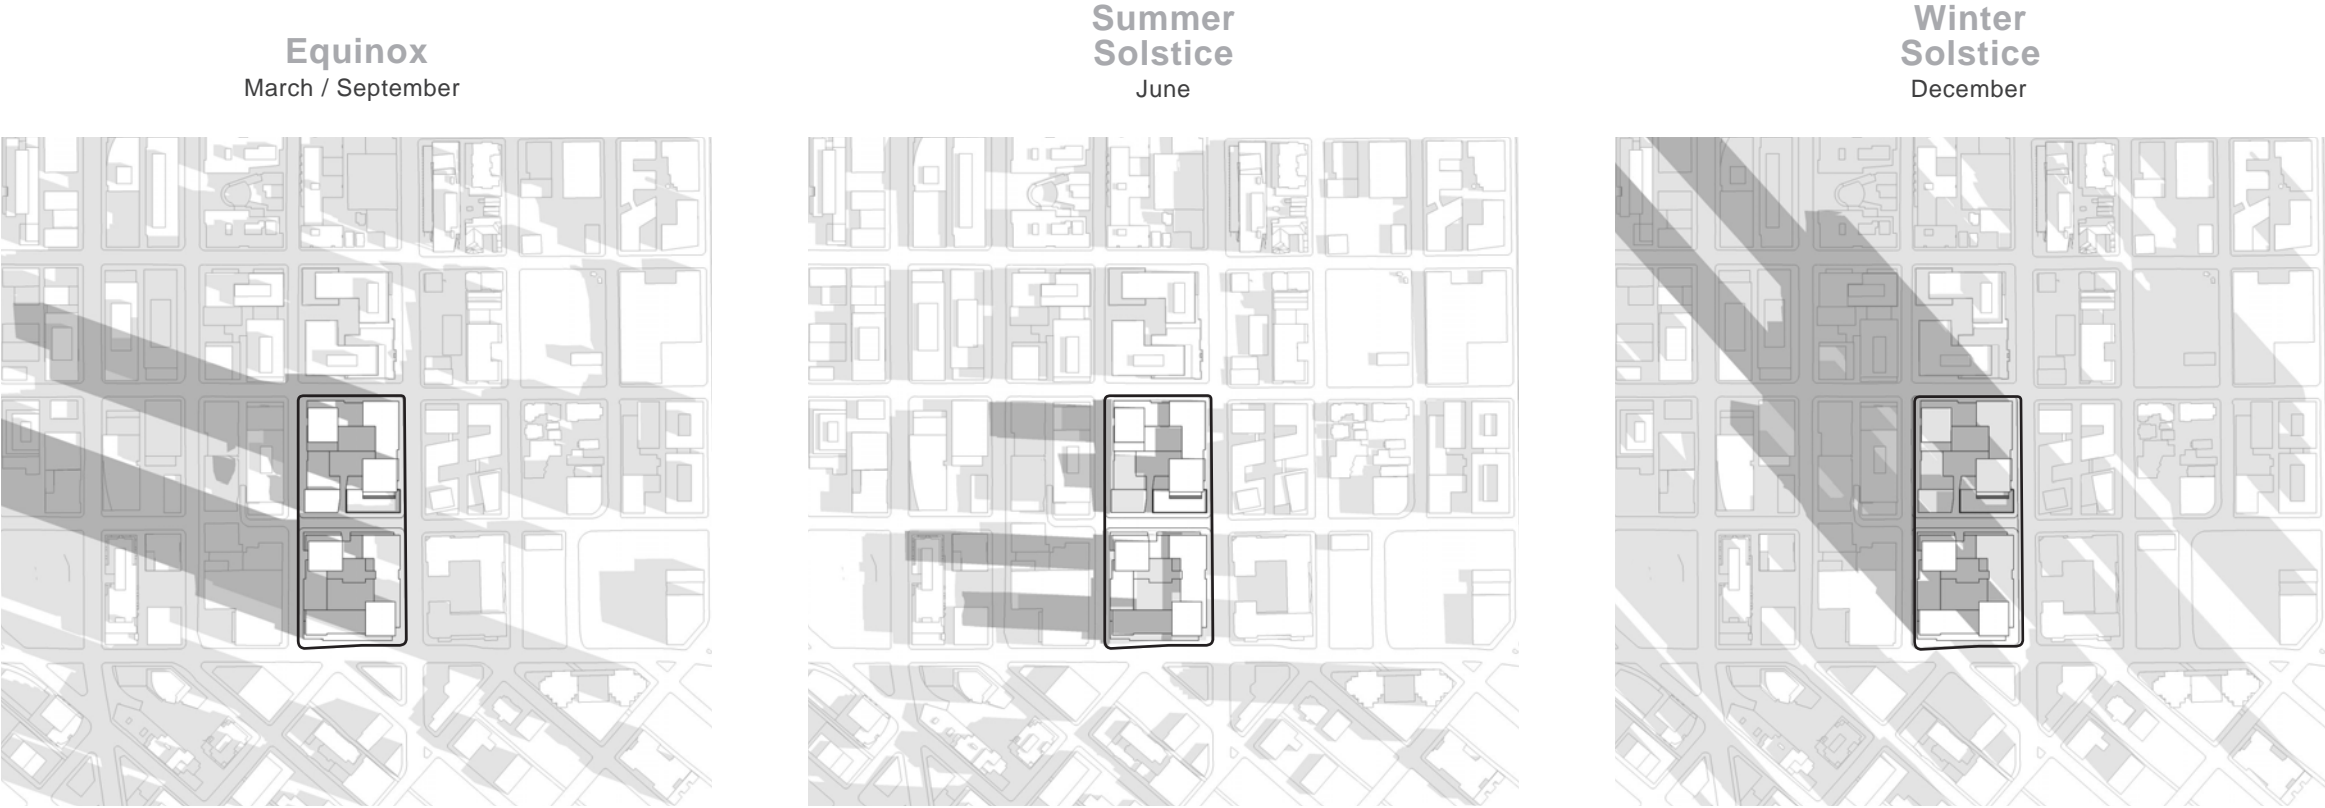 Equinox
March / September
Summer
Solstice
June
Winter
Solstice
December